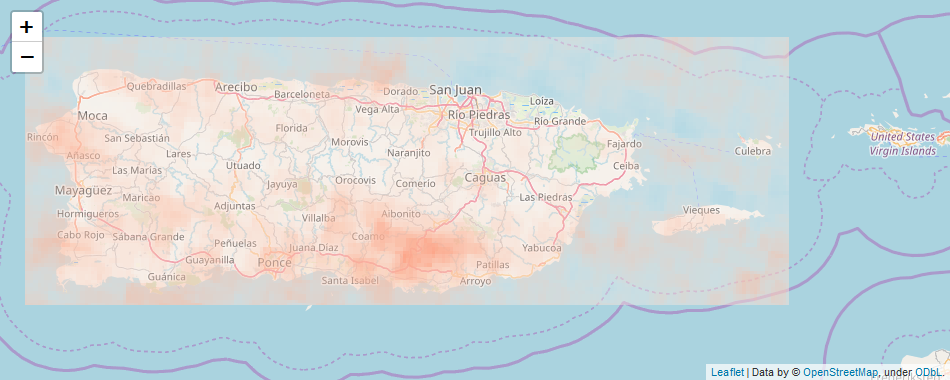 +
−
Quebradillas
Arecibo
Barceloneta
Dorado
San Juan
Loíza
Moca
Vega Alta
Río Piedras
Río Grande
Rincón
San Sebastián
Florida
Morovis
Trujillo Alto
Fajardo
United States
Virgin Islands
Añasco
Lares
Naranjito
Culebra
Las Marías
Utuado
Ceiba
Mayagüez
Jayuya
Orocovis
Comerio
Caguas
Maricao
Las Piedras
Hormigueros
Adjuntas
Villalba
Aibonito
Vieques
Cabo Rojo
Sábana Grande
Peñuelas
Juana Díaz
Coamo
Yabucoa
Guayanilla
Ponce
Patillas
Guánica
Santa Isabel
Arroyo
Leaflet | Data by © OpenStreetMap, under ODbL.